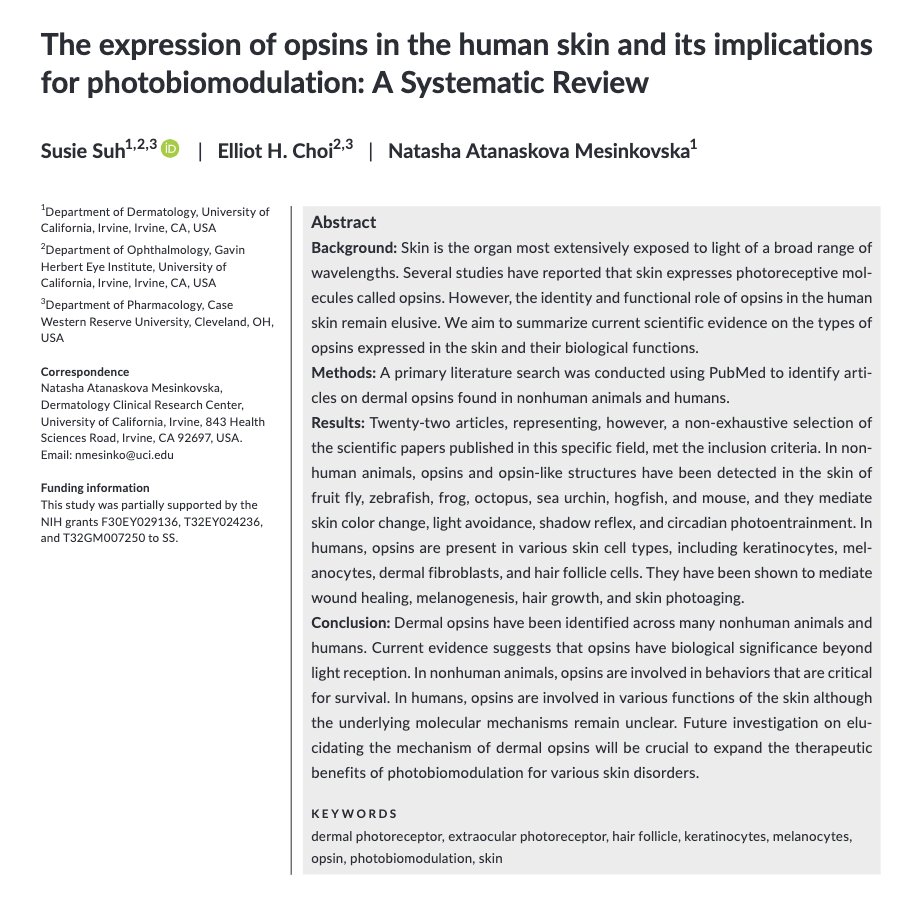 The expression of opsins in the human skin and its implications
for photobiomodulation: A Systematic Review
Susie Suh1,2,3 iD | Elliot H. Choi2,3 | Natasha Atanaskova Mesinkovska1
1Department of Dermatology, University of
California, Irvine, Irvine, CA, USA
2Department of Ophthalmology, Gavin
Herbert Eye Institute, University of
California, Irvine, Irvine, CA, USA
3Department of Pharmacology, Case
Western Reserve University, Cleveland, OH,
USA
Correspondence
Natasha Atanaskova Mesinkovska,
Dermatology Clinical Research Center,
University of California, Irvine, 843 Health
Sciences Road, Irvine, CA 92697, USA.
Email: nmesinko@uci.edu
Funding information
This study was partially supported by the
NIH grants F30EY029136, T32EY024236,
and T32GM007250 to SS.
Abstract
Background: Skin is the organ most extensively exposed to light of a broad range of
wavelengths. Several studies have reported that skin expresses photoreceptive mol-
ecules called opsins. However, the identity and functional role of opsins in the human
skin remain elusive. We aim to summarize current scientific evidence on the types of
opsins expressed in the skin and their biological functions.
Methods: A primary literature search was conducted using PubMed to identify arti-
cles on dermal opsins found in nonhuman animals and humans.
Results: Twenty-two articles, representing, however, a non-exhaustive selection of
the scientific papers published in this specific field, met the inclusion criteria. In non-
human animals, opsins and opsin-like structures have been detected in the skin of
fruit fly, zebrafish, frog, octopus, sea urchin, hogfish, and mouse, and they mediate
skin color change, light avoidance, shadow reflex, and circadian photoentrainment. In
humans, opsins are present in various skin cell types, including keratinocytes, mel-
anocytes, dermal fibroblasts, and hair follicle cells. They have been shown to mediate
wound healing, melanogenesis, hair growth, and skin photoaging.
Conclusion: Dermal opsins have been identified across many nonhuman animals and
humans. Current evidence suggests that opsins have biological significance beyond
light reception. In nonhuman animals, opsins are involved in behaviors that are critical
for survival. In humans, opsins are involved in various functions of the skin although
the underlying molecular mechanisms remain unclear. Future investigation on elu-
cidating the mechanism of dermal opsins will be crucial to expand the therapeutic
benefits of photobiomodulation for various skin disorders.
KEYWORDS
dermal photoreceptor, extraocular photoreceptor, hair follicle, keratinocytes, melanocytes,
opsin, photobiomodulation, skin